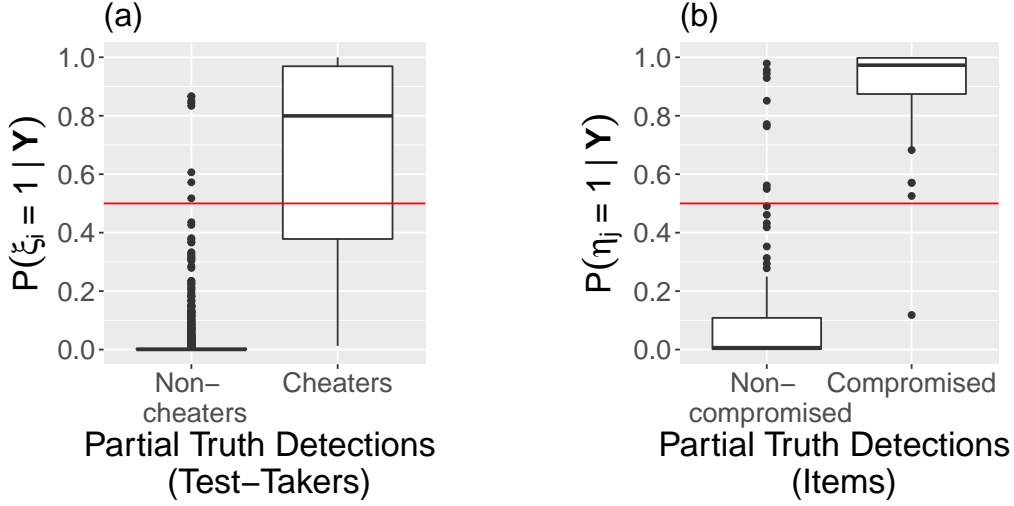 (a)
1.0
0.8
0.6
0.4
0.2
0.0
P(ξi = 1 | Y)
Non−
cheaters
Cheaters
Partial Truth Detections
(Test−Takers)
(b)
1.0
0.8
0.6
0.4
0.2
0.0
P(ηj = 1 | Y)
Non−
compromised
Compromised
Partial Truth Detections
(Items)